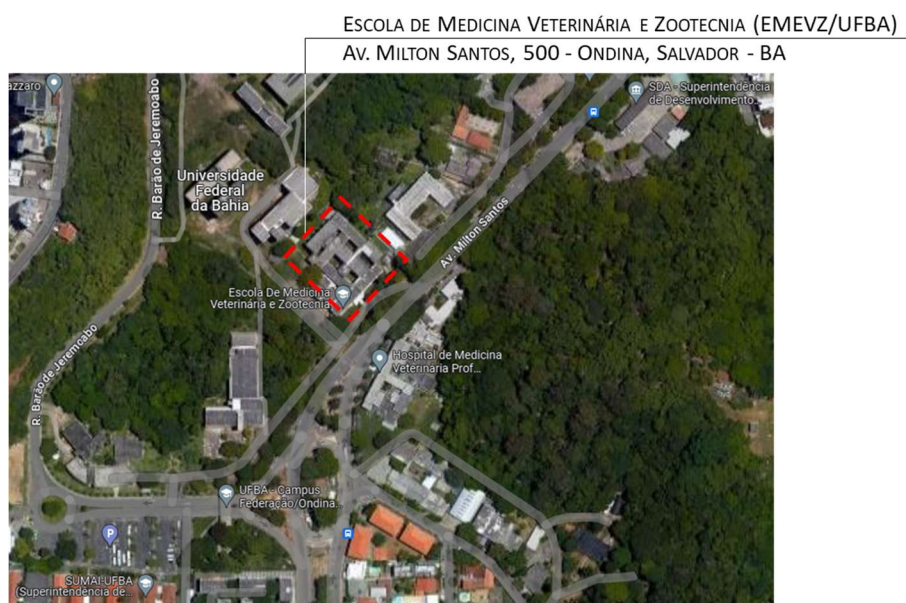 ESCOLA DE MEDICINA VETERINÁRIA E ZOOTECNIA (EMEVZ/UFBA)
AV. MILTON SANTOS, 500 - ONDINA, SALVADOR - BA
azzaro
SDA - Superintendência
de Desenvolvimento...
R. Barão de Jeremoabo
Universidade
Federal
da Bahia
Av. Milton Santos
Escola De Medicina
Veterinária e Zootecnia
Hospital de Medicina
Veterinária Prof...
R. Barão de Jeremoabo
UFBA - Campus
Federação/Ondina...
P
SUMAI-UFBA
(Superintendência de...